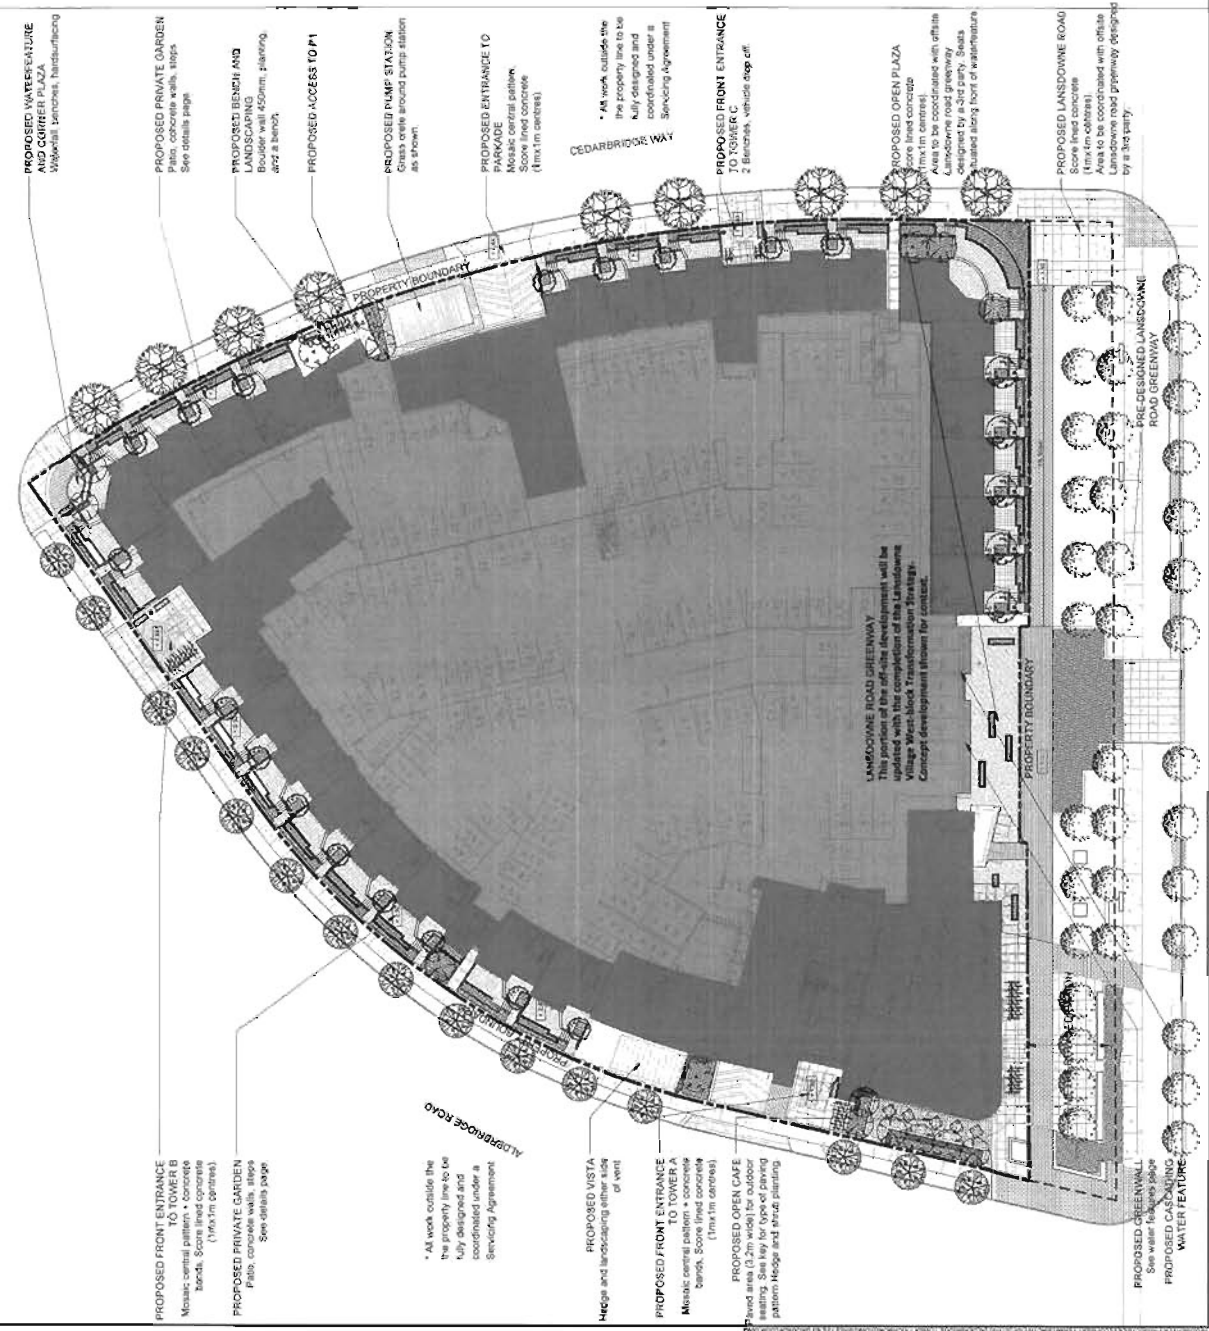 PROPOSED WATERFEATURE
AND CORNER PLAZA
Waterfall, benches, hardsurfacing
PROPOSED PRIVATE GARDEN
Patio, concrete walls, steps
See details page
PROPOSED BENCH AND
LANDSCAPING
Boulder wall 450mm, planting,
and a bench.
PROPOSED ACCESS TO P1
PROPOSED PUMP STATION
Grass crete around pump station
as shown.
PROPOSED ENTRANCE TO
PARKADE
Mosaic central pattern.
Score lined concrete
(1mx1m centres)
* All work outside the
the property line to be
fully designed and
coordinated under a
Servicing Agreement
CEDARBRIDGE WAY
PROPOSED FRONT ENTRANCE
TO TOWER C
2 Benches, vehicle drop off.
PROPOSED OPEN PLAZA
Score lined concrete
(1mx1m centres)
Area to be coordinated with offsite
Lansdowne road greenway
designed by a 3rd party. Seats
situated along front of waterfeature
PROPOSED LANSDOWNE ROAD
Score lined concrete
(1mx1m centres)
Area to be coordinated with offsite
Lansdowne road greenway designed
by a 3rd party.
PROPERTY BOUNDARY
PRE-DESIGNED LANSDOWNE
ROAD GREENWAY
LANSDOWNE ROAD GREENWAY
This portion of the off-site development will be
updated with the completion of the Lansdowne
Village West-block Transformation Strategy.
Concept development shown for context.
PROPERTY BOUNDARY
PROPERTY BOUNDARY
ALDERBRIDGE ROAD
PROPOSED FRONT ENTRANCE
TO TOWER B
Mosaic central pattern + concrete
bands. Score lined concrete
(1mx1m centres)
PROPOSED PRIVATE GARDEN
Patio, concrete walls, steps
See details page
* All work outside the
the property line to be
fully designed and
coordinated under a
Servicing Agreement
PROPOSED VISTA
Hedge and landscaping either side
of vent
PROPOSED FRONT ENTRANCE
TO TOWER A
Mosaic central pattern + concrete
bands. Score lined concrete
(1mx1m centres)
PROPOSED OPEN CAFE
Paved area (3.2m wide) for outdoor
seating. See key for type of paving
pattern Hedge and shrub planting
PROPOSED GREENWALL
See water features page
PROPOSED CASCADING
WATER FEATURE